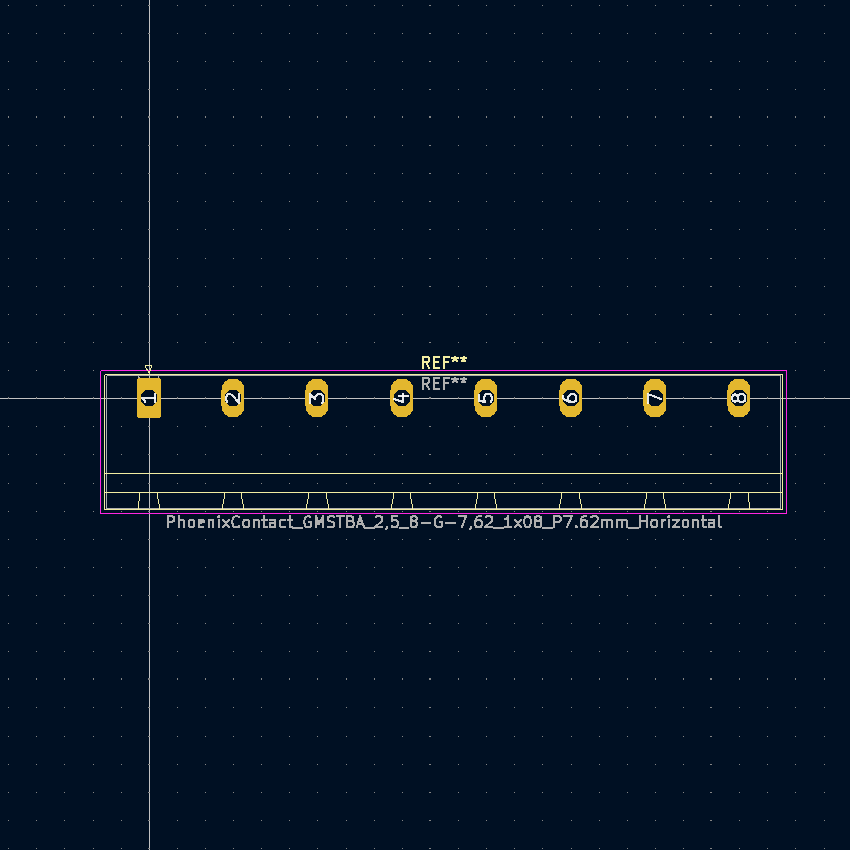 REF**
REF**
1 2 3 4 5 6 7 8
PhoenixContact_GMSTBA_2,5_8-G-7,62_1x08_P7.62mm_Horizontal